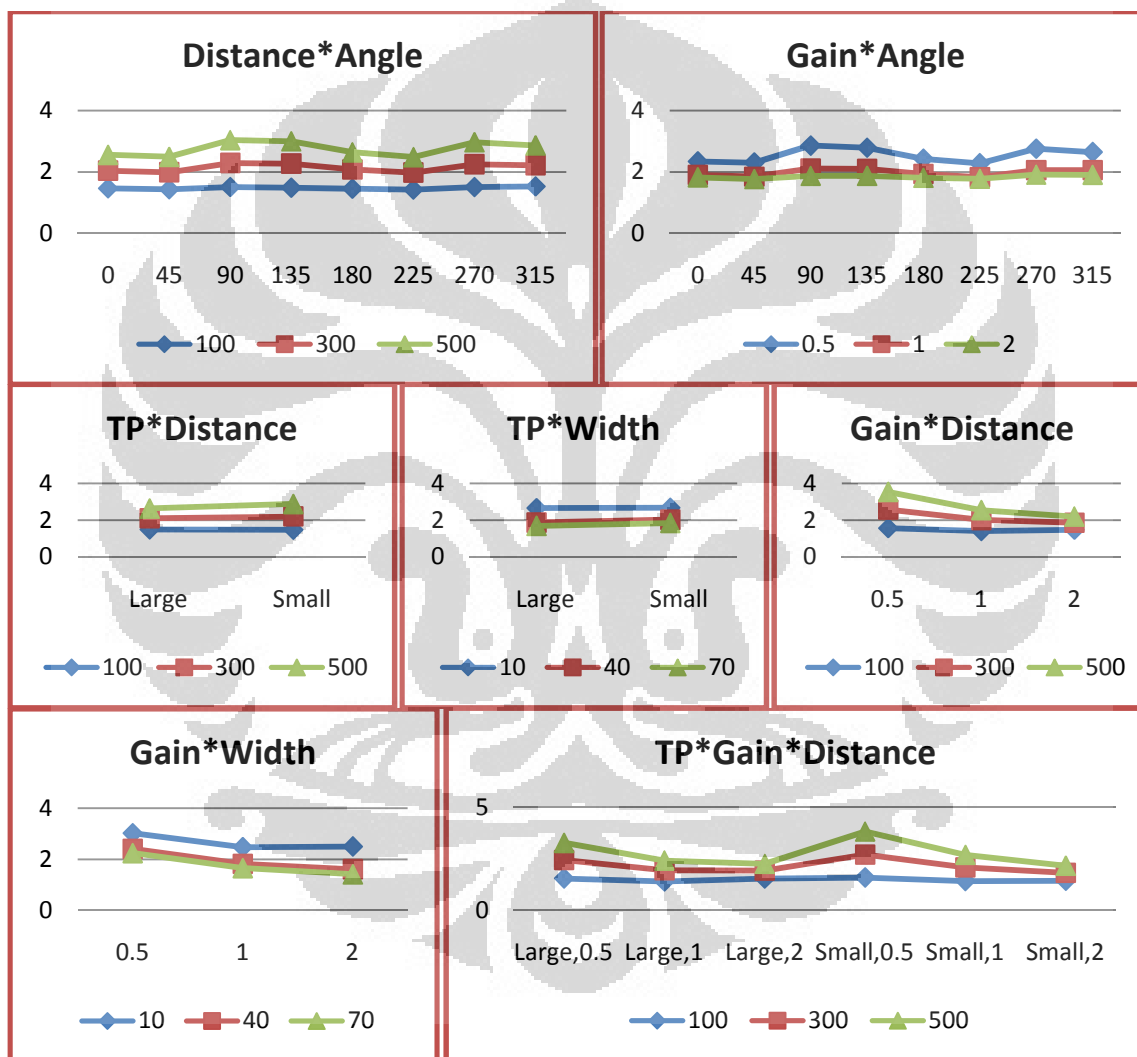 Distance*Angle
4
2
0
0 45 90 135 180 225 270 315
100 300 500
Gain*Angle
4
2
0
0 45 90 135 180 225 270 315
0.5 1 2
TP*Distance
4
2
0
Large Small
100 300 500
TP*Width
4
2
0
Large Small
10 40 70
Gain*Distance
4
2
0
0.5 1 2
100 300 500
Gain*Width
4
2
0
0.5 1 2
10 40 70
TP*Gain*Distance
5
0
Large,0.5 Large,1 Large,2 Small,0.5 Small,1 Small,2
100 300 500